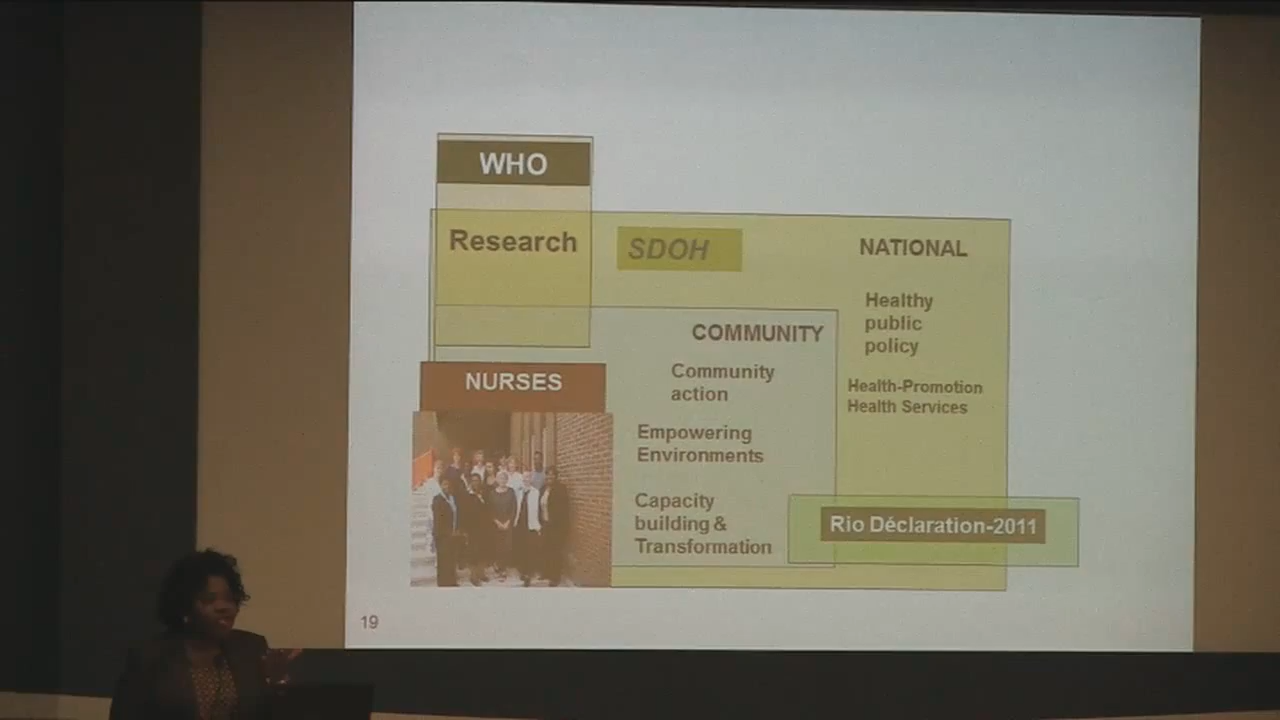 WHO
Research
SDOH
NATIONAL
Healthy
public
policy
Health-Promotion
Health Services
COMMUNITY
Community
action
Empowering
Environments
Capacity
building &
Transformation
NURSES
Rio Déclaration-2011
19